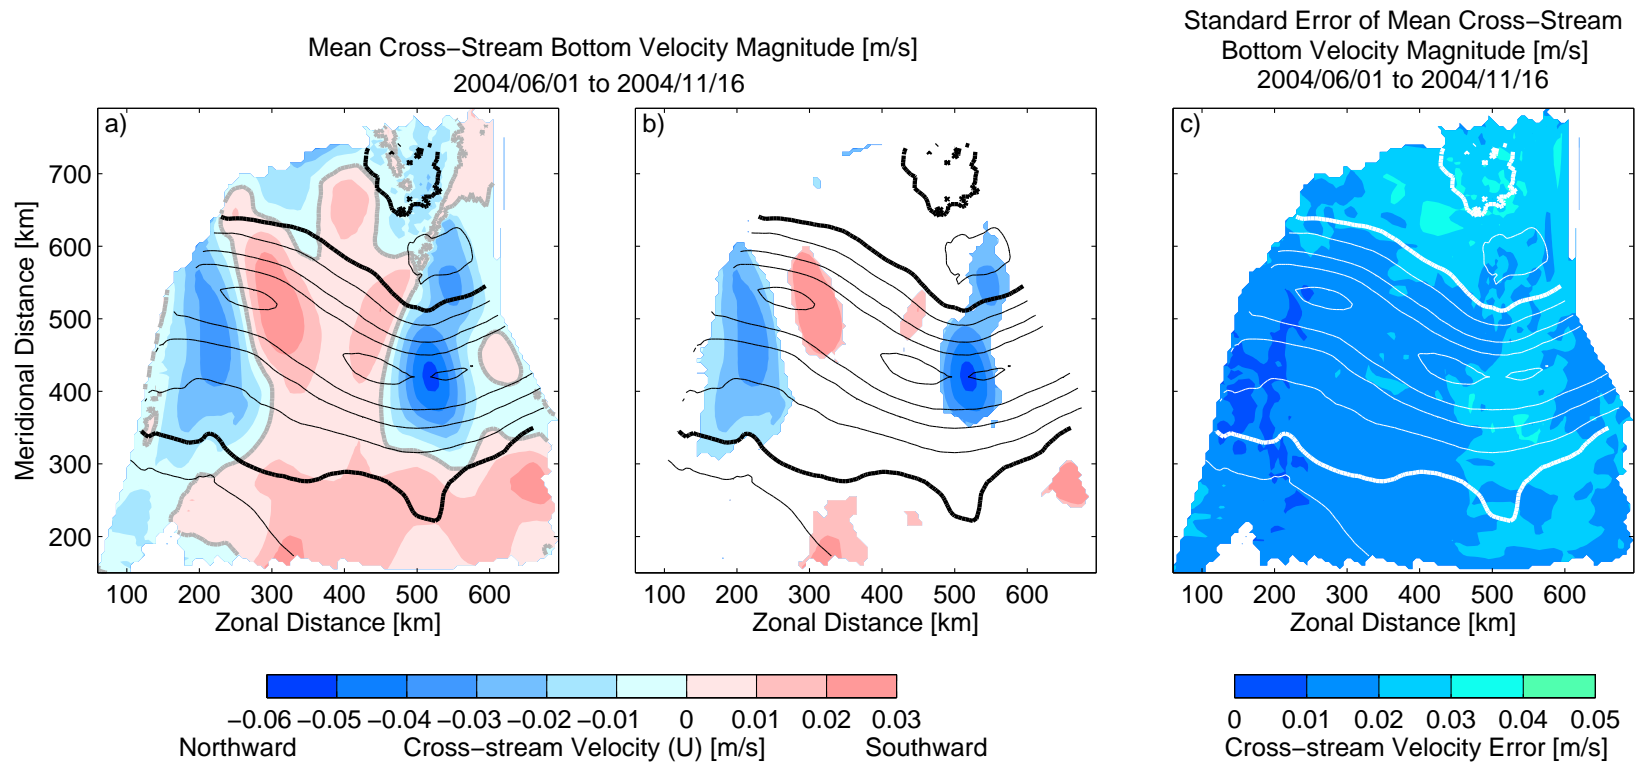 Mean Cross−Stream Bottom Velocity Magnitude [m/s]
2004/06/01 to 2004/11/16
Standard Error of Mean Cross−Stream
Bottom Velocity Magnitude [m/s]
2004/06/01 to 2004/11/16
a)
b)
c)
Meridional Distance [km]
700
600
500
400
300
200
100 200 300 400 500 600
Zonal Distance [km]
100 200 300 400 500 600
Zonal Distance [km]
100 200 300 400 500 600
Zonal Distance [km]
−0.06 −0.05 −0.04 −0.03 −0.02 −0.01 0 0.01 0.02 0.03
Northward Cross−stream Velocity (U) [m/s] Southward
0 0.01 0.02 0.03 0.04 0.05
Cross−stream Velocity Error [m/s]